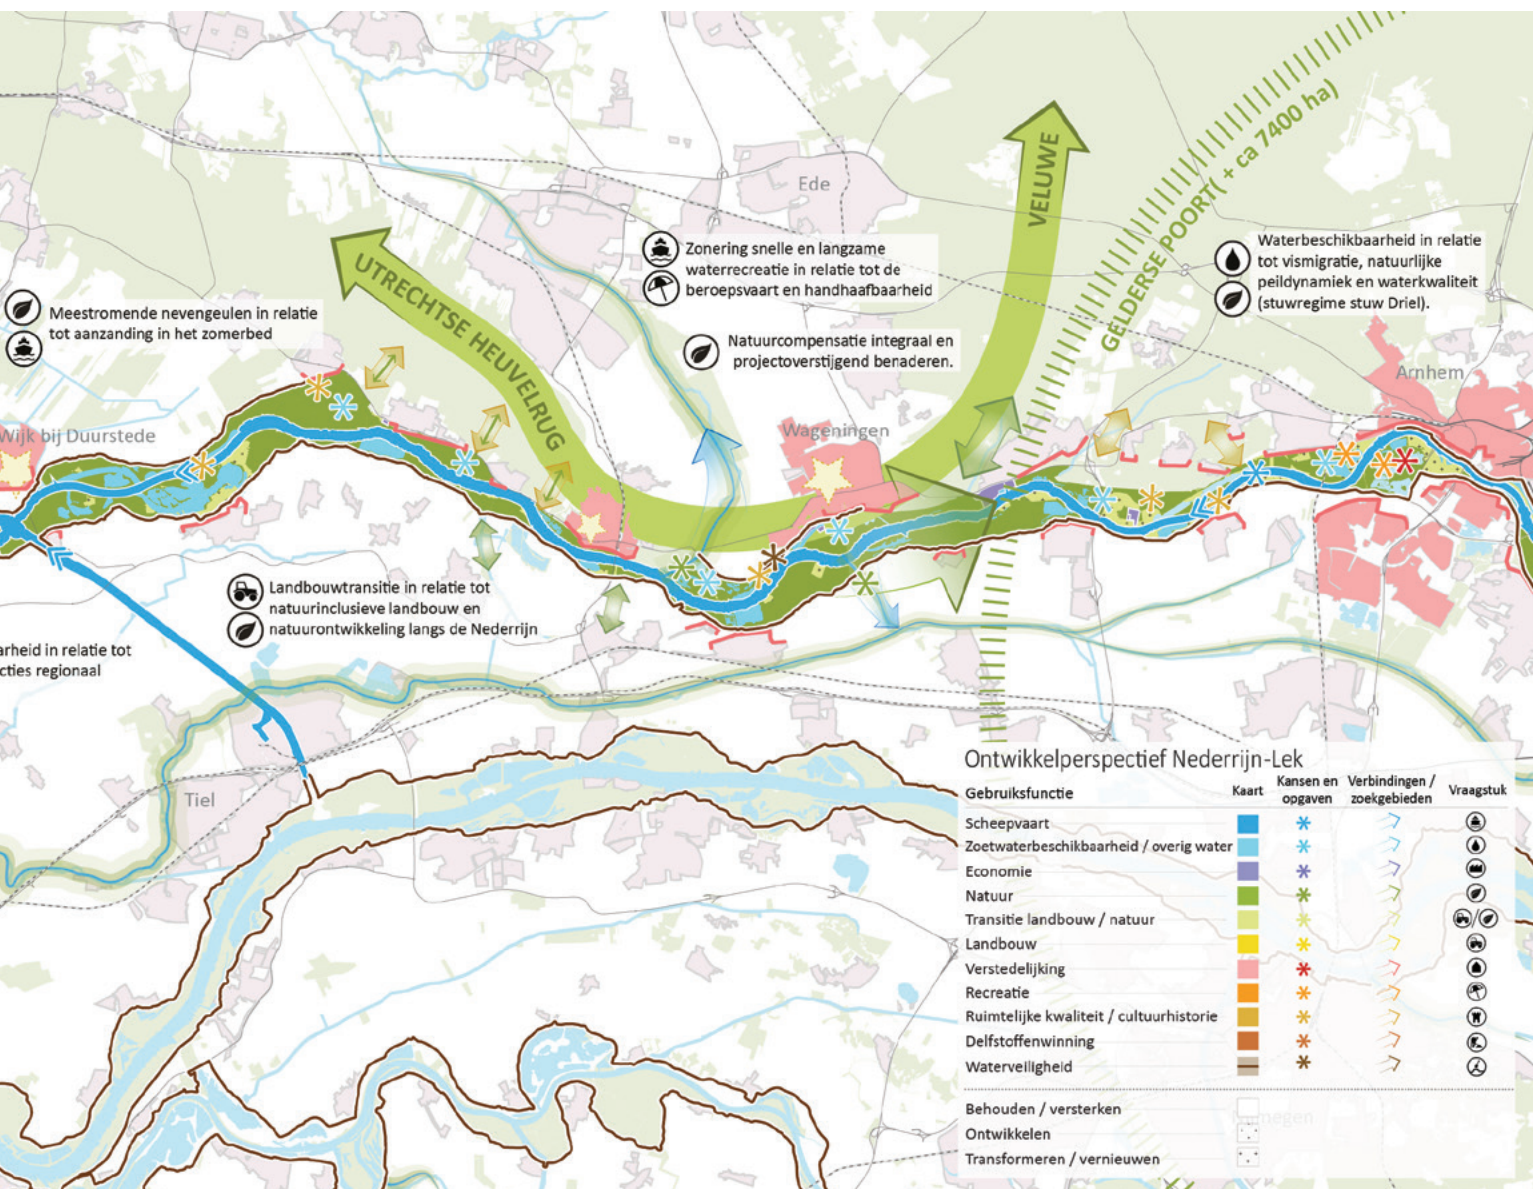 Ede
VELUWE
GELDERSE POORT( + ca 7400 ha)
UTRECHTSE HEUVELRUG
Zonering snelle en langzame
waterrecreatie in relatie tot de
beroepsvaart en handhaafbaarheid
Waterbeschikbaarheid in relatie
tot vismigratie, natuurlijke
peildynamiek en waterkwaliteit
(stuwregime stuw Driel).
Meestromende nevengeulen in relatie
tot aanzanding in het zomerbed
Natuurcompensatie integraal en
projectoverstijgend benaderen.
Arnhem
Wijk bij Duurstede
Wageningen
Landbouwtransitie in relatie tot
natuurinclusieve landbouw en
natuurontwikkeling langs de Nederrijn
arheid in relatie tot
cties regionaal
Tiel
Ontwikkelperspectief Nederrijn-Lek
Gebruiksfunctie Kaart Kansen en opgaven Verbindingen / zoekgebieden Vraagstuk
Scheepvaart
Zoetwaterbeschikbaarheid / overig water
Economie
Natuur
Transitie landbouw / natuur
Landbouw
Verstedelijking
Recreatie
Ruimtelijke kwaliteit / cultuurhistorie
Delfstoffenwinning
Waterveiligheid
Behouden / versterken
Ontwikkelen
Transformeren / vernieuwen